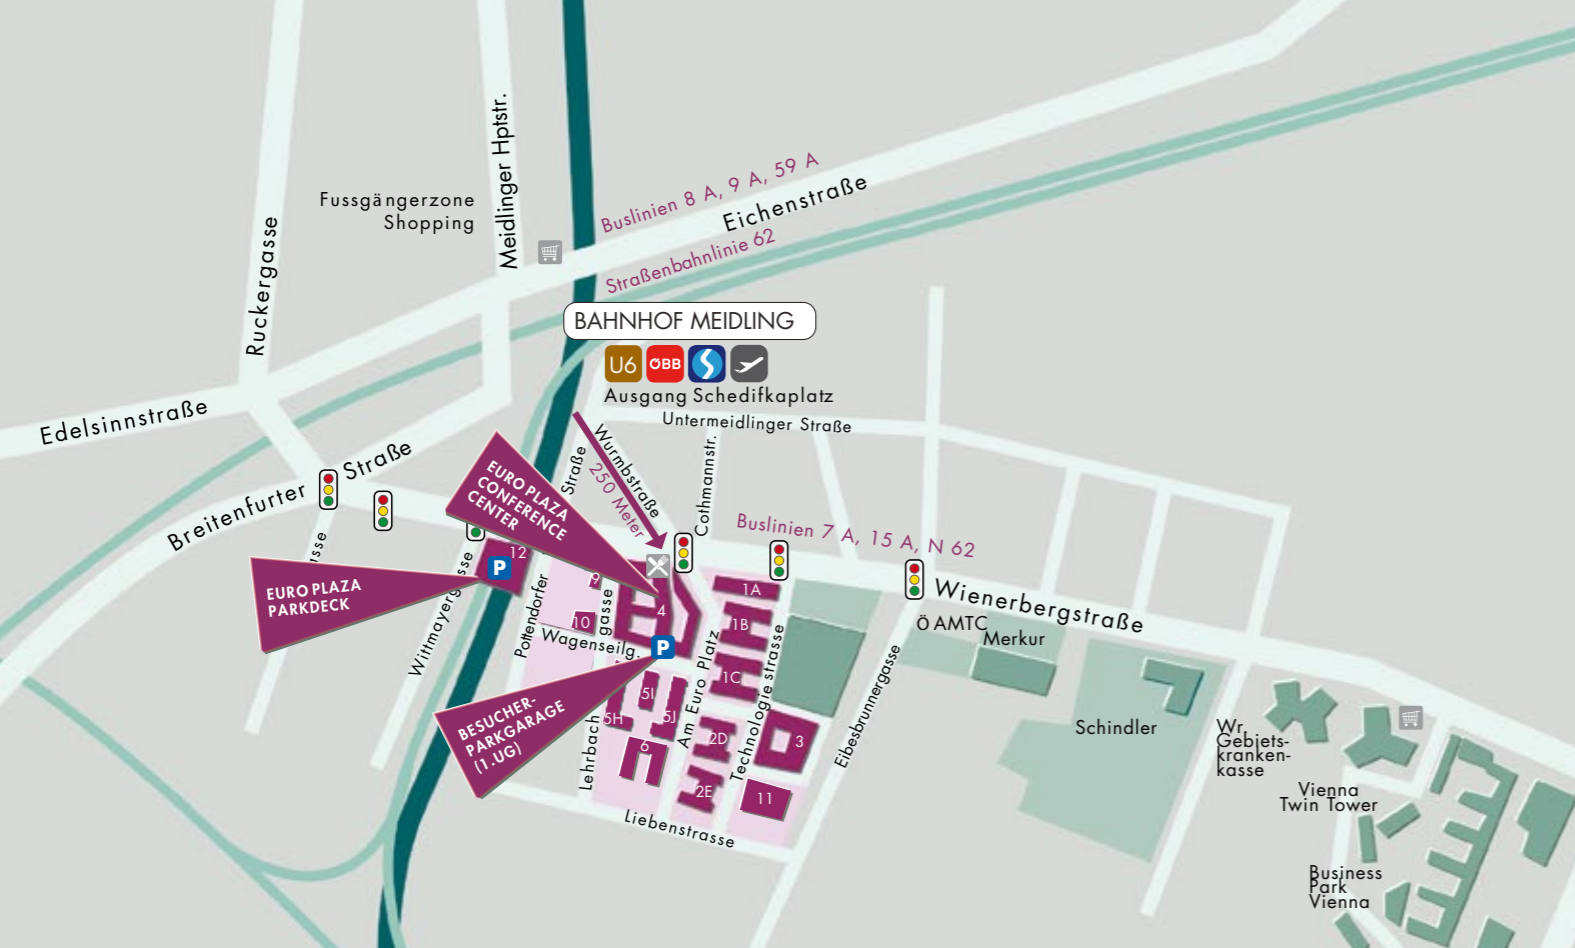 Meidlinger Hptstr.
Ruckergasse
Fussgängerzone
Shopping
Buslinien 8 A, 9 A, 59 A
Eichenstraße
Straßenbahnlinie 62
BAHNHOF MEIDLING
U6
ÖBB
Ausgang Schedifkaplatz
Untermeidlinger Straße
Edelsinnstraße
Breitenfurter Straße
Wurmbstraße
250 Meter
Cothmannstr.
Straße
Pottendorfer
Buslinien 7 A, 15 A, N 62
Wienerbergstraße
EURO PLAZA
CONFERENCE
CENTER
12
P
EURO PLAZA
PARKDECK
sse
Wittmayergasse
9
10
gasse
4
Wagenseilg.
P
1A
1B
1C
BESUCHER-
PARKGARAGE
(1.UG)
Lehrbach
5H
5I
5J
6
Am Euro Platz
2D
2E
Technologiestrasse
3
11
Liebenstrasse
Eibesbrunnergasse
ÖAMTC
Merkur
Schindler
Wr.
Gebiets-
kranken-
kasse
Vienna
Twin Tower
Business
Park
Vienna